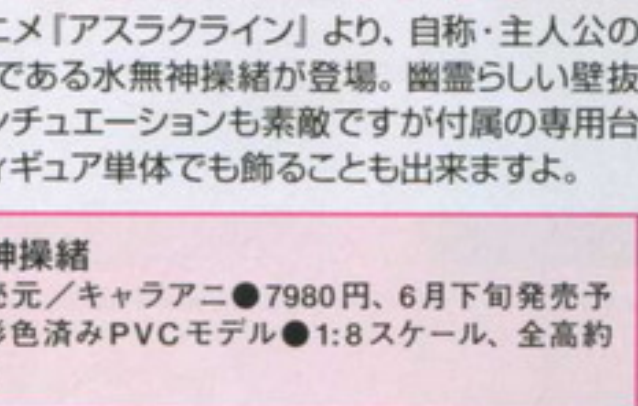 ニメ『アスラクライン』より、自称・主人公の
である水無神操緒が登場。幽霊らしい壁抜
ンチュエーションも素敵ですが付属の専用台
ィギュア単体でも飾ることも出来ますよ。
神操緒
売元／キャラアニ●7980円、6月下旬発売予
彩色済みPVCモデル●1:8スケール、全高約